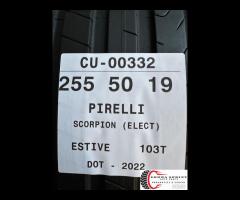 CU-00332
255 50 19
PIRELLI
SCORPION (ELECT)
ESTIVE 103T
DOT - 2022